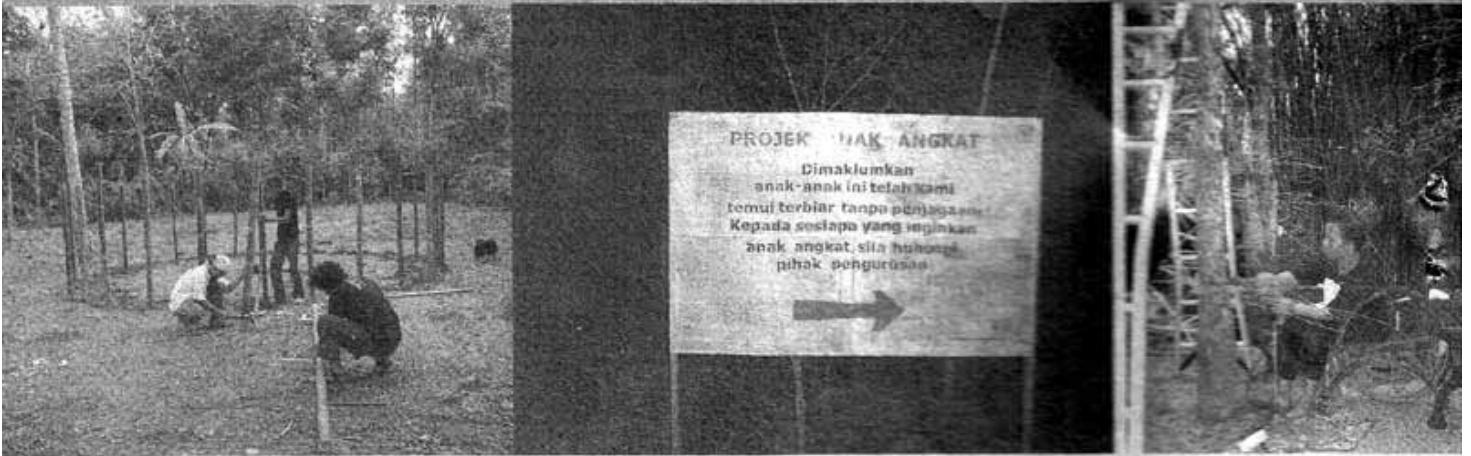 PROJEK ANGKAT
Dimaklumkan
anak-anak ini telah kami
temui terbiar tanpa penjagaan
Kepada sesiapa yang inginkan
anak angkat, sila hubungi
pihak pengurusan